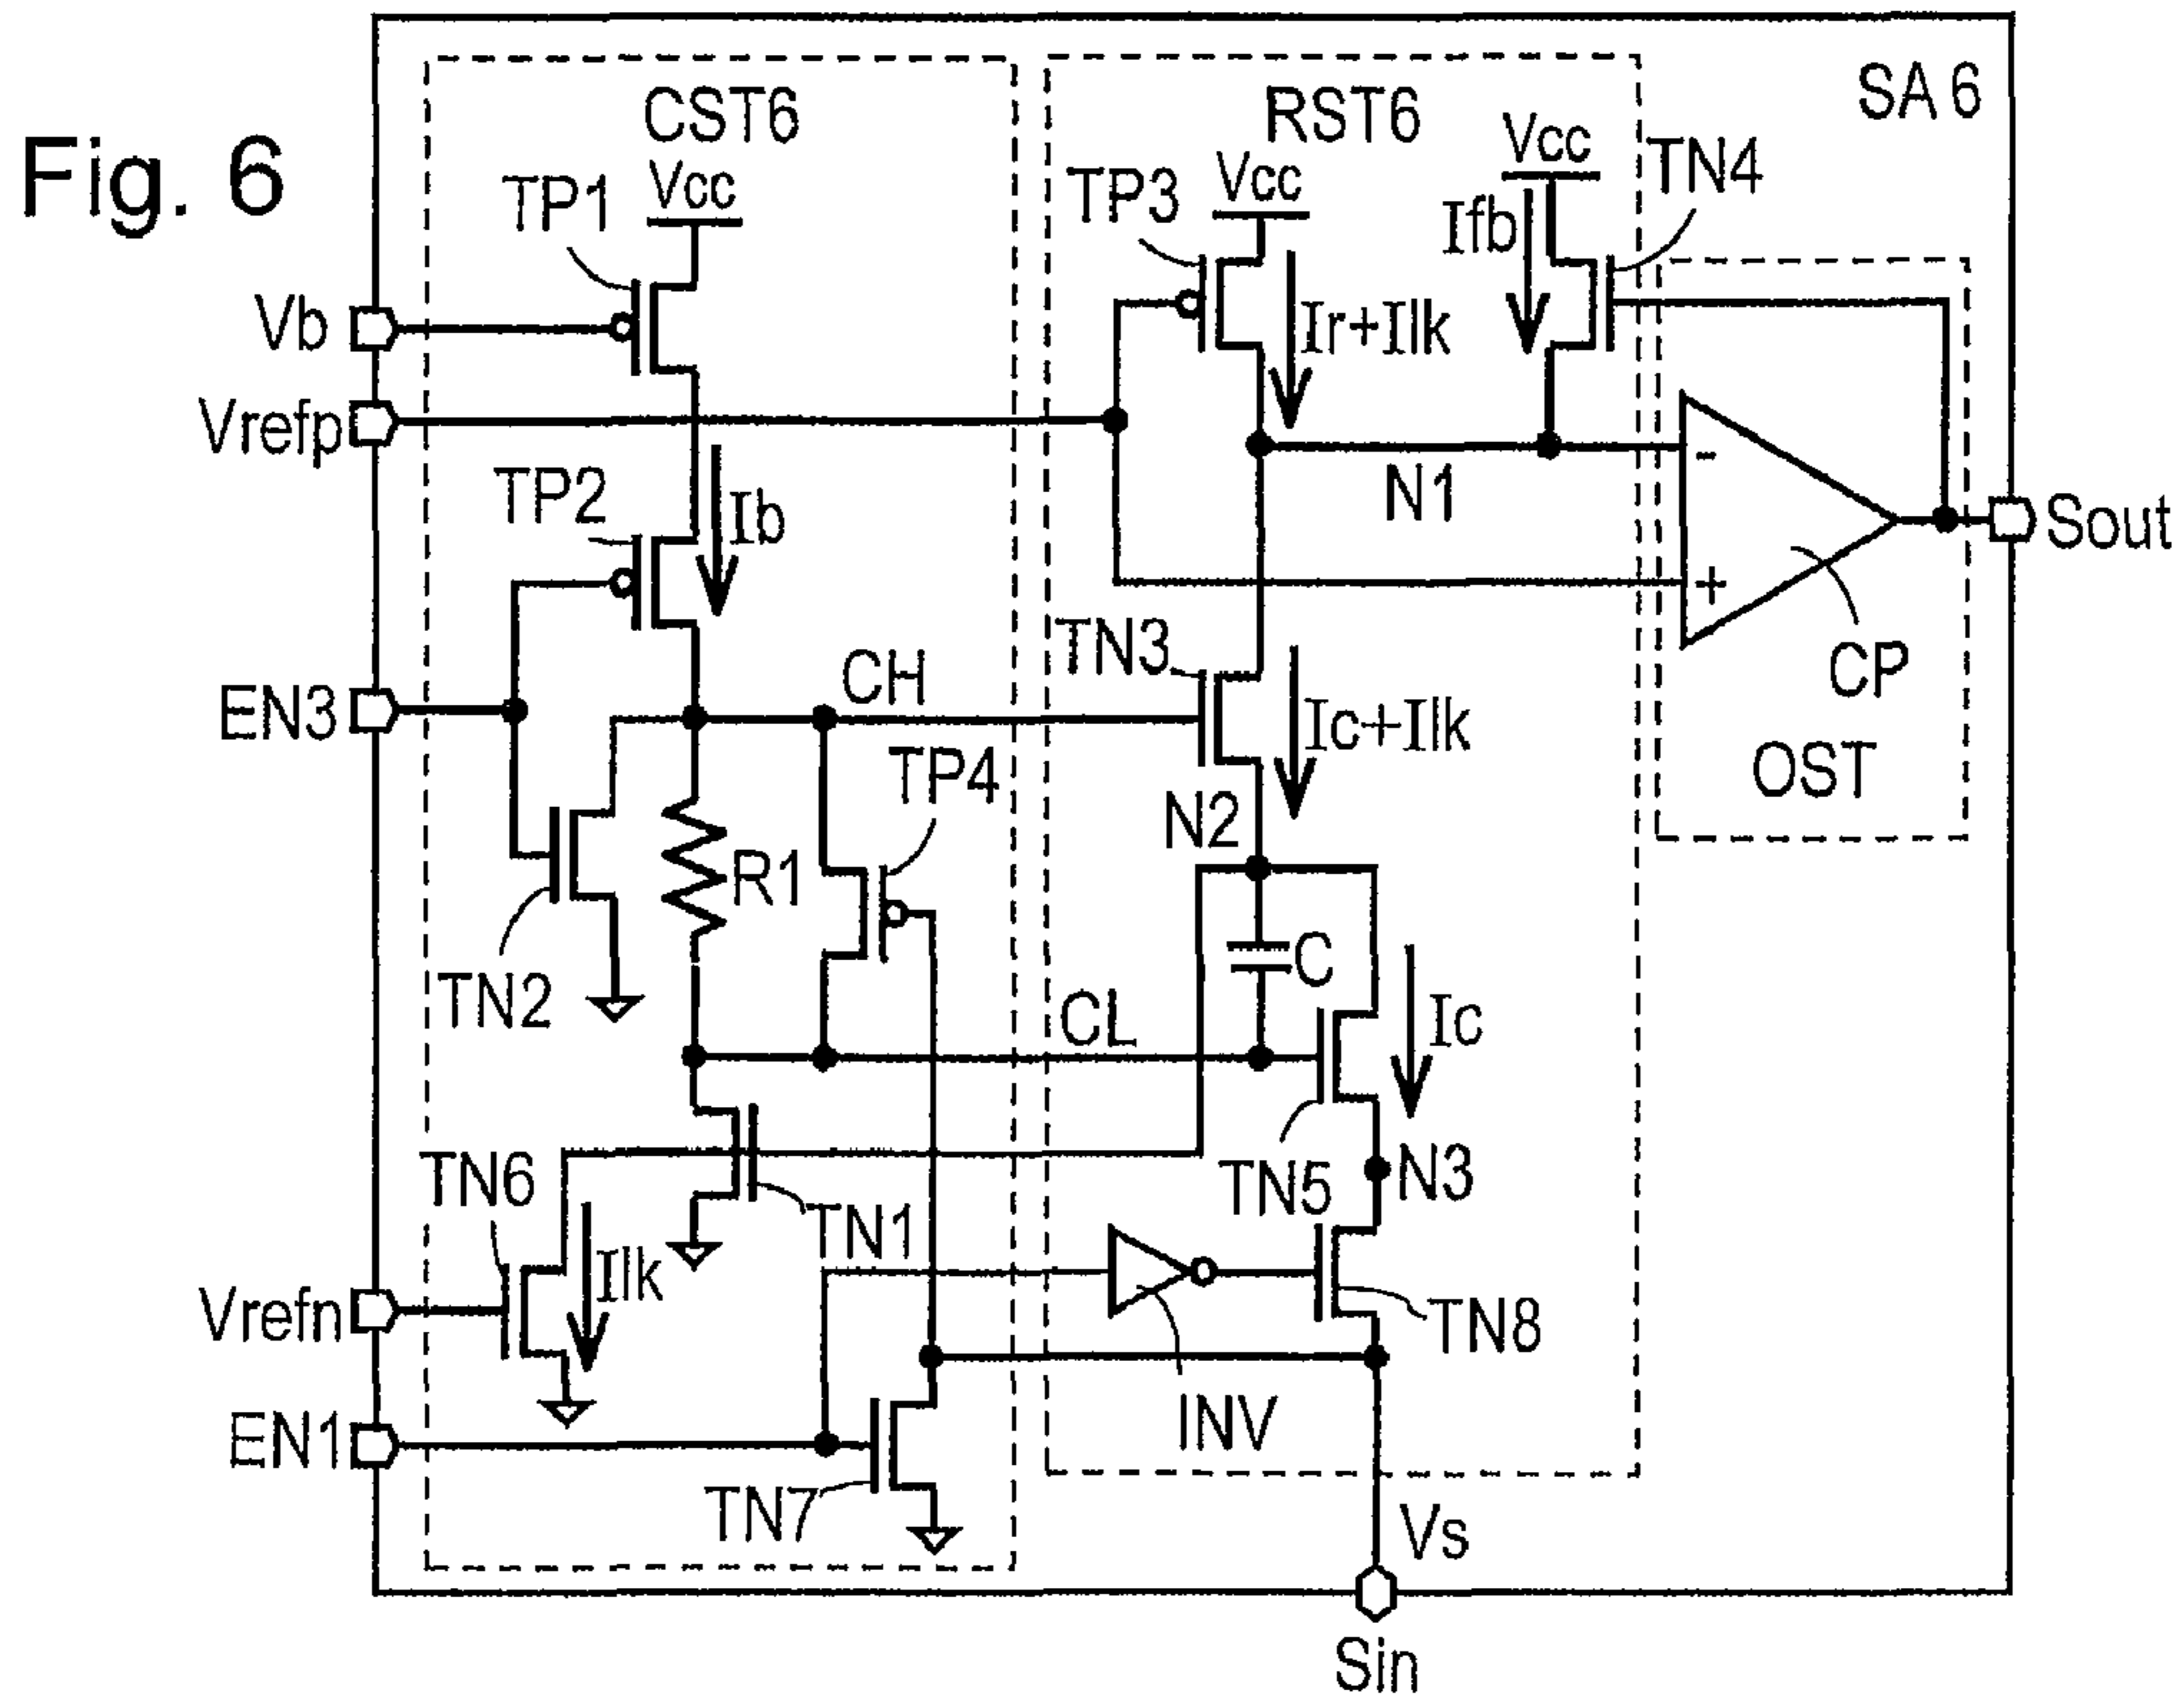 Fig. 6
SA 6
CST6
RST6
Vcc
TP1
TP3
Vcc
Vcc
TN4
Ifb
Vb
Ir+Ilk
Vrefp
TP2
Ib
N1
-
+
Sout
CP
OST
EN3
CH
TN3
Ic+Ilk
TP4
N2
R1
C
TN2
CL
Ic
TN6
TN1
TN5
N3
Ilk
Vrefn
TN8
INV
EN1
TN7
Vs
Sin